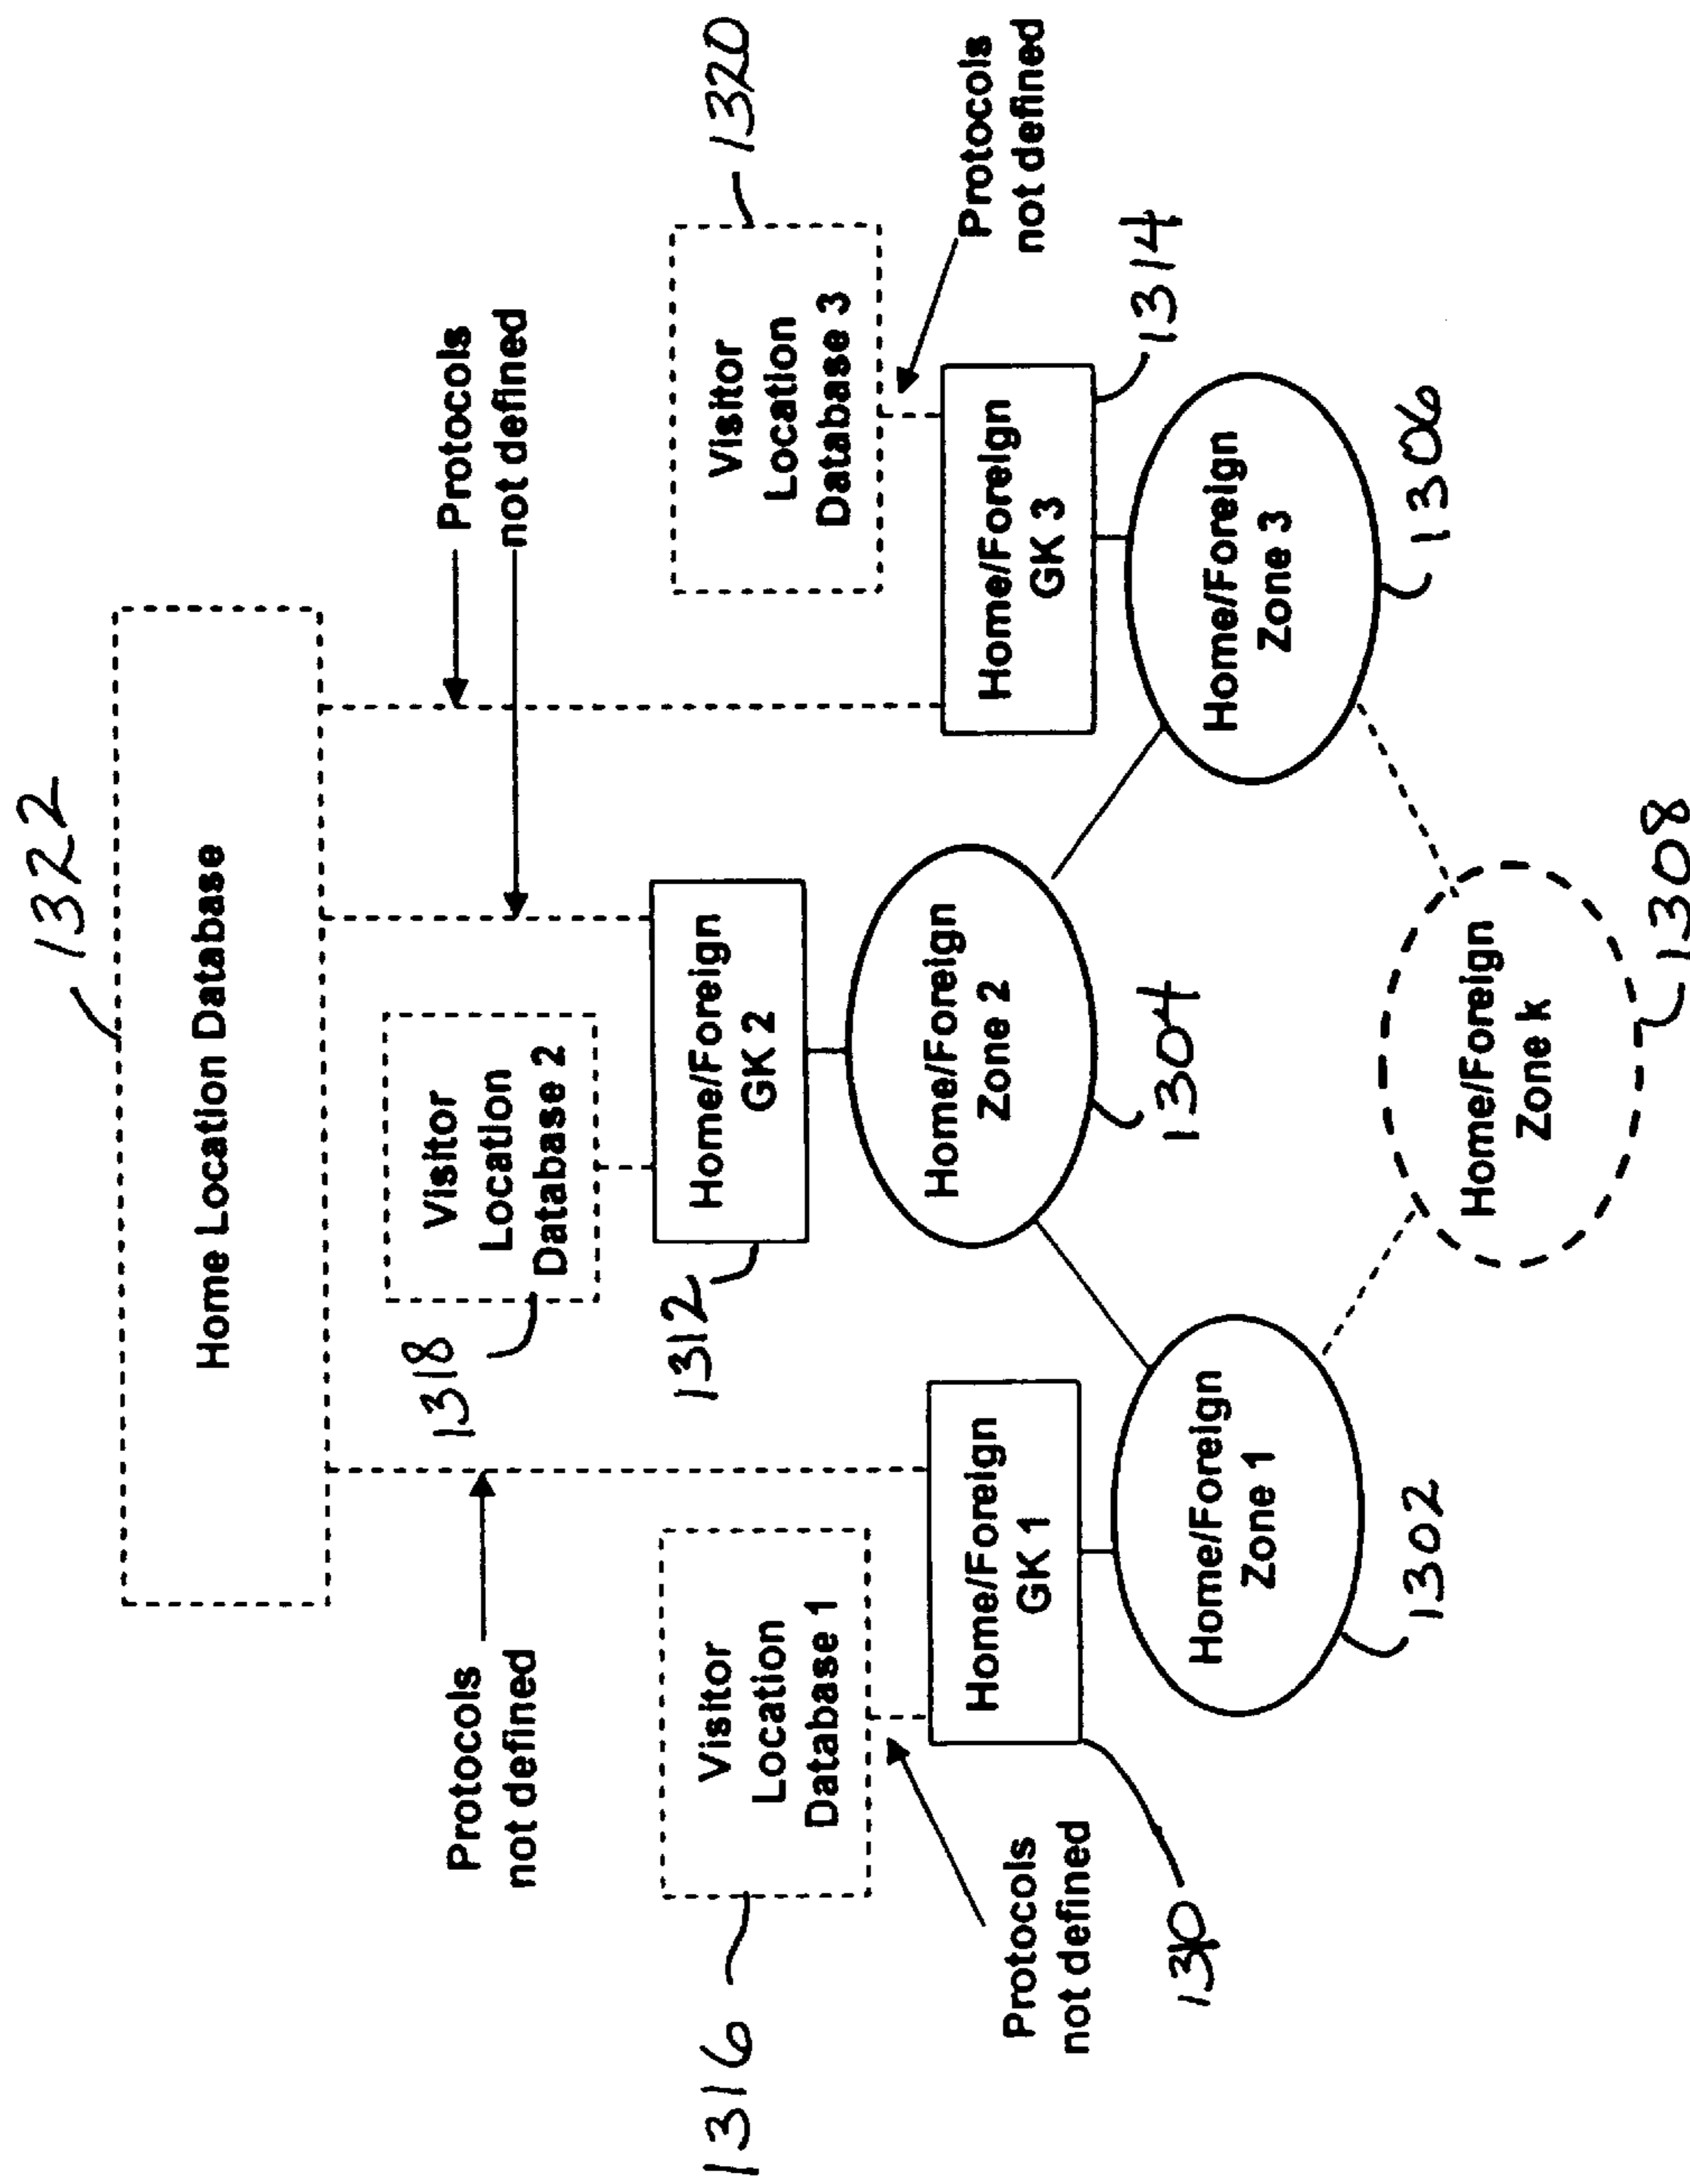 1322
Home Location Database
Protocols
not defined
Protocols
not defined
1318
Visitor
Location
Database 2
1316
Visitor
Location
Database 1
Visitor
Location
Database 3
1320
1312
Home/Foreign
GK 2
Protocols
not defined
Protocols
not defined
Home/Foreign
GK 1
Home/Foreign
GK 3
1314
1310
Home/Foreign
Zone 2
1304
Home/Foreign
Zone 1
1302
Home/Foreign
Zone 3
1306
Home/Foreign
Zone k
1308